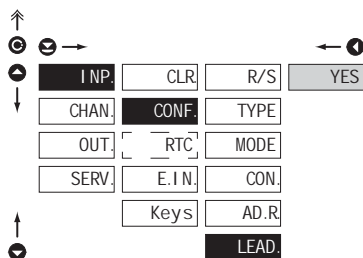 INP. CLR. R/S YES
CHAN. CONF. TYPE
OUT. RTC MODE
SERV. E.IN. CON.
Keys AD.R.
LEAD.